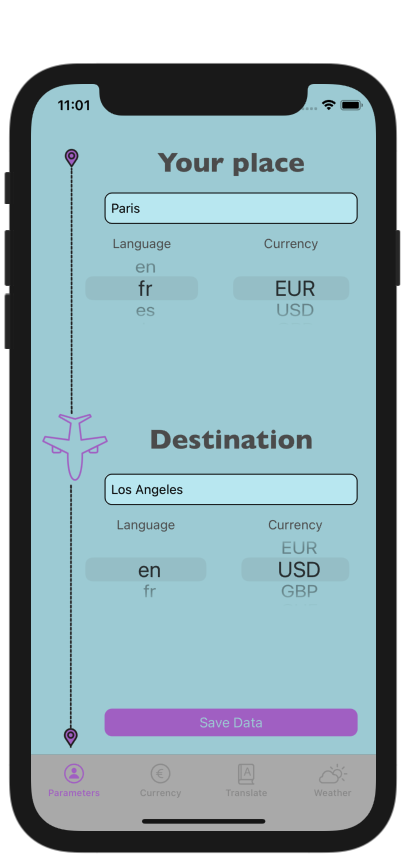 11:01
Your place
Paris
Language Currency
en
fr EUR
es USD
Destination
Los Angeles
Language Currency
EUR
en USD
fr GBP
Save Data
Parameters Currency Translate Weather